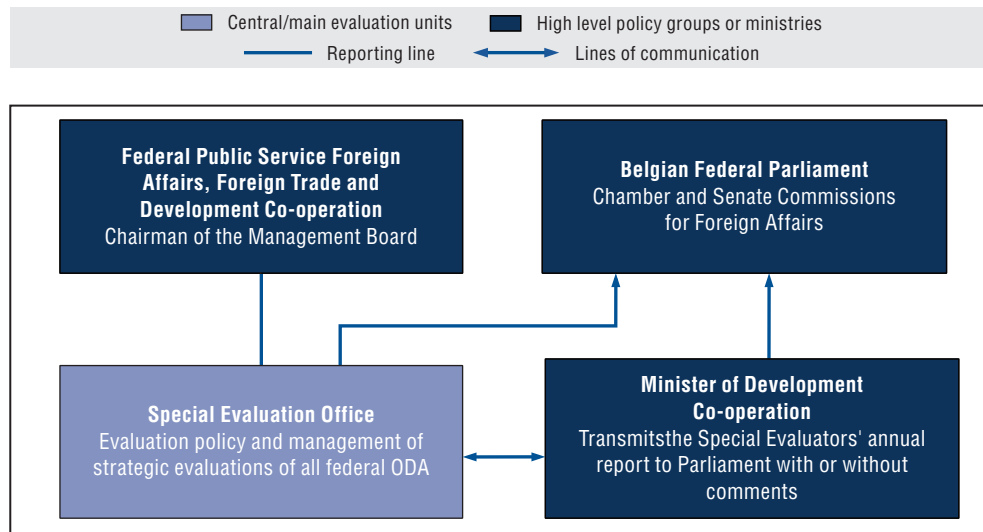 Central/main evaluation units
High level policy groups or ministries
Reporting line
Lines of communication
Federal Public Service Foreign
Affairs, Foreign Trade and
Development Co-operation
Chairman of the Management Board
Belgian Federal Parliament
Chamber and Senate Commissions
for Foreign Affairs
Special Evaluation Office
Evaluation policy and management of
strategic evaluations of all federal ODA
Minister of Development
Co-operation
Transmitsthe Special Evaluators' annual
report to Parliament with or without
comments